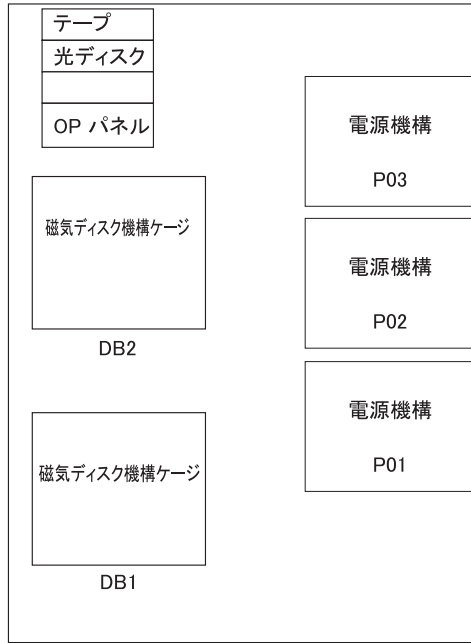 テープ
光ディスク
OP パネル
電源機構
P03
磁気ディスク機構ケージ
DB2
電源機構
P02
電源機構
P01
磁気ディスク機構ケージ
DB1